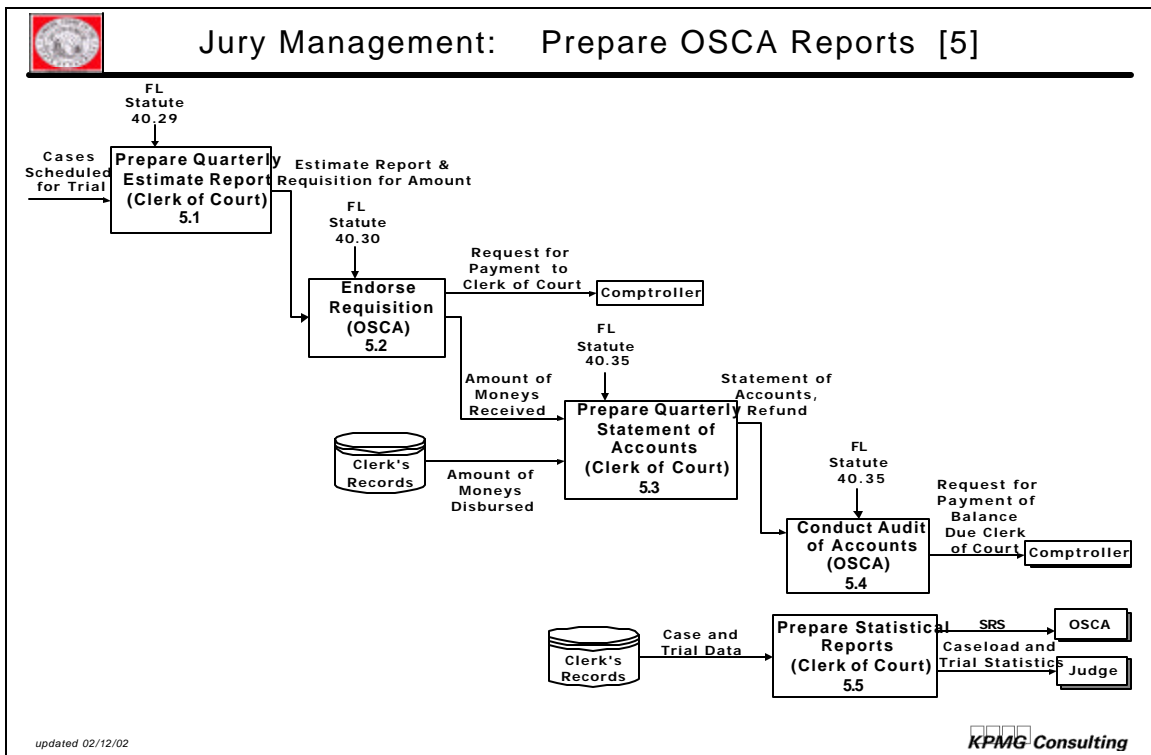 Jury Management: Prepare OSCA Reports [5]
FL
Statute
40.29
Cases
Scheduled
for Trial
Prepare Quarterly
Estimate Report
(Clerk of Court)
5.1
Estimate Report &
Requisition for Amount
FL
Statute
40.30
Endorse
Requisition
(OSCA)
5.2
Request for
Payment to
Clerk of Court
Comptroller
FL
Statute
40.35
Amount of
Moneys
Received
Clerk's
Records
Amount of
Moneys
Disbursed
Prepare Quarterly
Statement of
Accounts
(Clerk of Court)
5.3
Statement of
Accounts,
Refund
FL
Statute
40.35
Conduct Audit
of Accounts
(OSCA)
5.4
Request for
Payment of
Balance
Due Clerk
of Court
Comptroller
Clerk's
Records
Case and
Trial Data
Prepare Statistical
Reports
(Clerk of Court)
5.5
SRS
OSCA
Caseload and
Trial Statistics
Judge
updated 02/12/02
KPMG Consulting